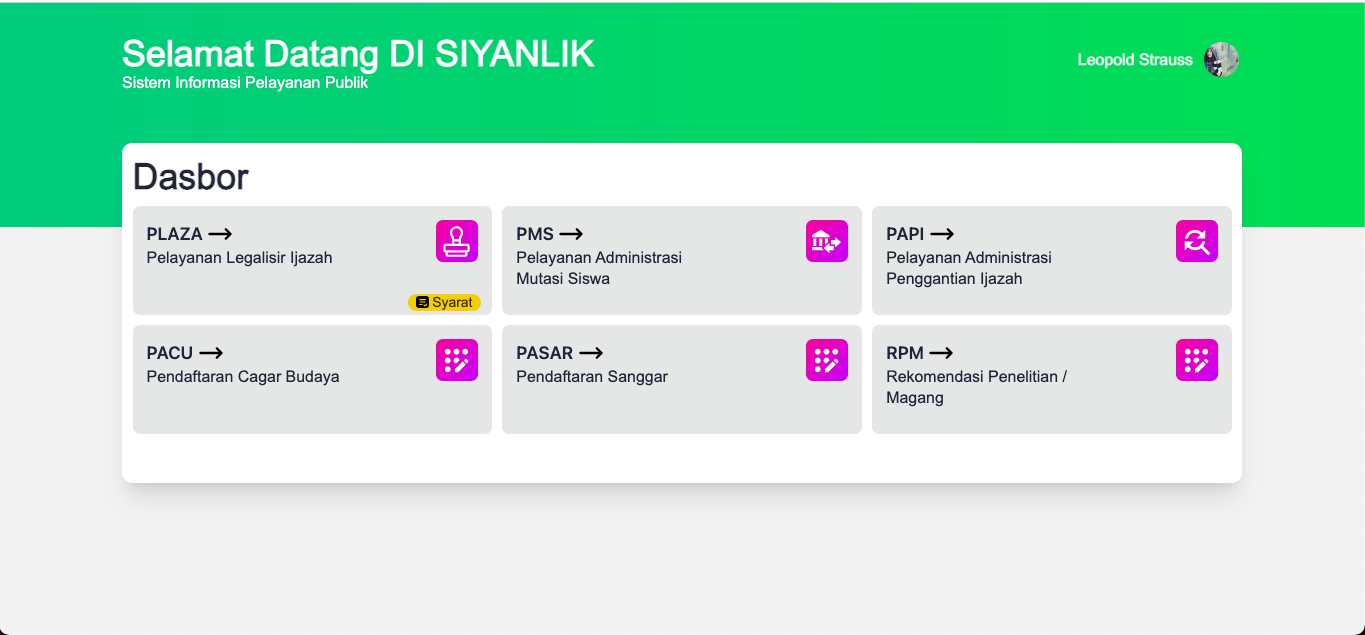 Selamat Datang DI SIYANLIK
Sistem Informasi Pelayanan Publik
Leopold Strauss
Dasbor
PLAZA
Pelayanan Legalisir Ijazah
Syarat
PMS
Pelayanan Administrasi
Mutasi Siswa
PAPI
Pelayanan Administrasi
Penggantian Ijazah
PACU
Pendaftaran Cagar Budaya
PASAR
Pendaftaran Sanggar
RPM
Rekomendasi Penelitian /
Magang